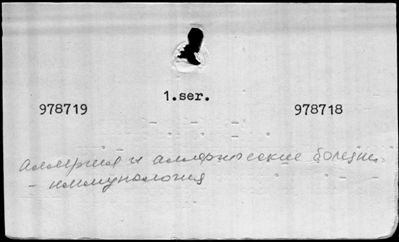 1.ser.
978719 978718
аллергия и аллергические болезни.
- иммунология